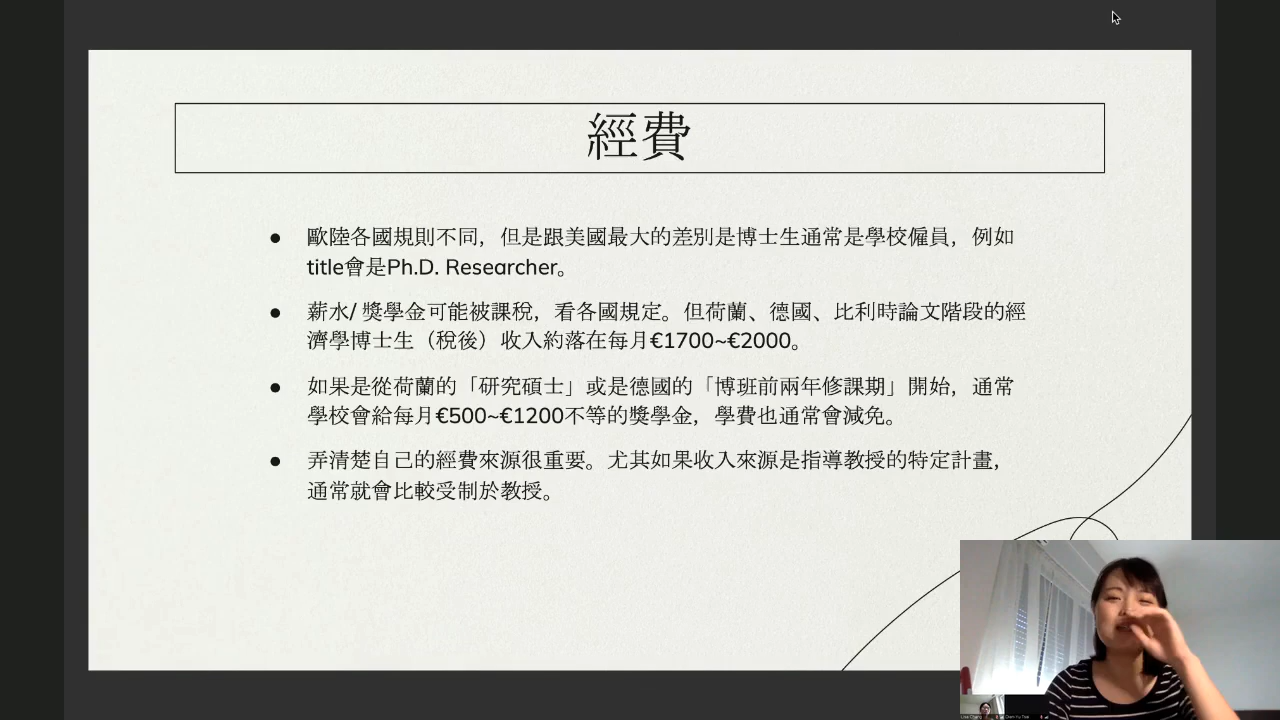 經費
● 歐陸各國規則不同，但是跟美國最大的差別是博士生通常是學校僱員，例如
title會是Ph.D. Researcher。
● 薪水/ 獎學金可能被課稅，看各國規定。但荷蘭、德國、比利時論文階段的經
濟學博士生（稅後）收入約落在每月€1700~€2000。
● 如果是從荷蘭的「研究碩士」或是德國的「博班前兩年修課期」開始，通常
學校會給每月€500~€1200不等的獎學金，學費也通常會減免。
● 弄清楚自己的經費來源很重要。尤其如果收入來源是指導教授的特定計畫，
通常就會比較受制於教授。